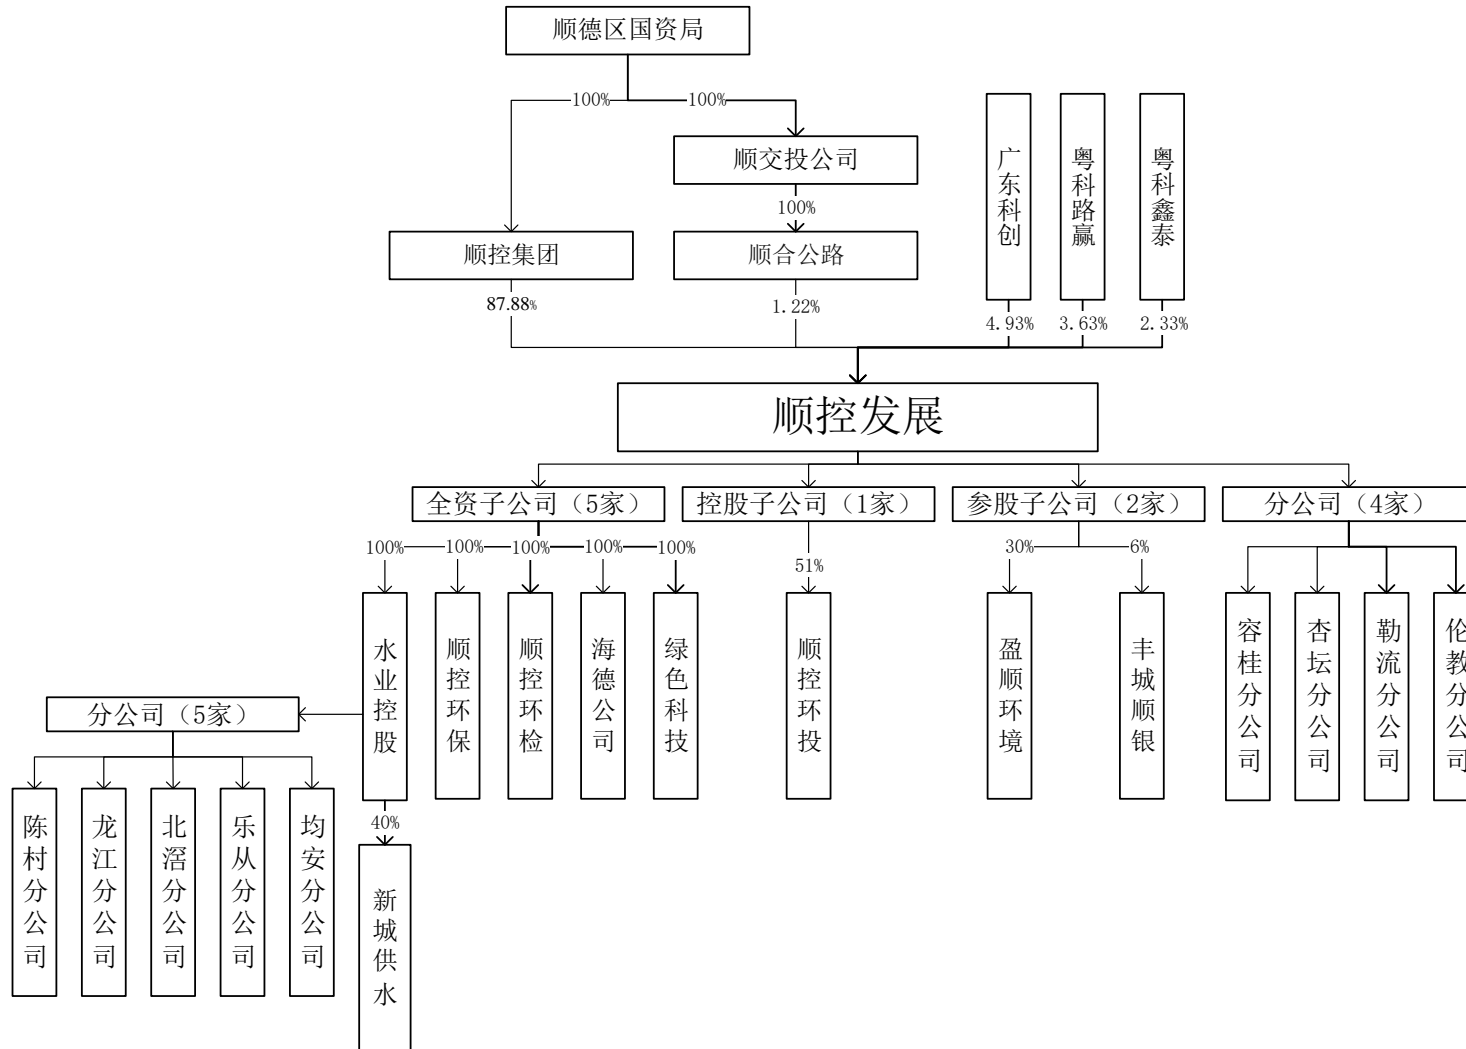 顺德区国资局
100%
100%
顺交投公司
100%
顺控集团
顺合公路
广东科创
粤科路赢
粤科鑫泰
87.88%
1.22%
4.93%
3.63%
2.33%
顺控发展
全资子公司（5家）
控股子公司（1家）
参股子公司（2家）
分公司（4家）
100%
100%
100%
100%
100%
51%
30%
6%
水业控股
顺控环保
顺控环检
海德公司
绿色科技
顺控环投
盈顺环境
丰城顺银
容桂分公司
杏坛分公司
勒流分公司
伦教分公司
分公司（5家）
陈村分公司
龙江分公司
北滘分公司
乐从分公司
均安分公司
40%
新城供水